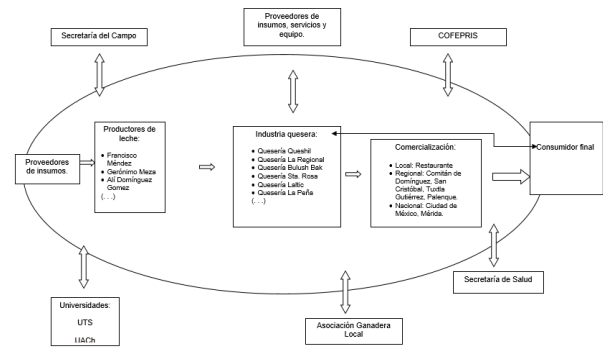 Secretaría del Campo
Proveedores de
insumos, servicios y
equipo.
COFEPRIS
Proveedores
de insumos.
Productores de
leche:
• Francisco
Méndez
• Gerónimo Meza
• Alí Domínguez
Gomez
(. . .)
Industria quesera:
• Quesería Queshil
• Quesería La Regional
• Quesería Bulush Bak
• Quesería Sta. Rosa
• Quesería Laltic
• Quesería La Peña
(. . .)
Comercialización:
• Local: Restaurante
• Regional: Comitán de
Domínguez, San
Cristóbal, Tuxtla
Gutiérrez, Palenque.
• Nacional: Ciudad de
México, Mérida.
Consumidor final
Universidades:
UTS
UACh
Asociación Ganadera
Local
Secretaría de Salud